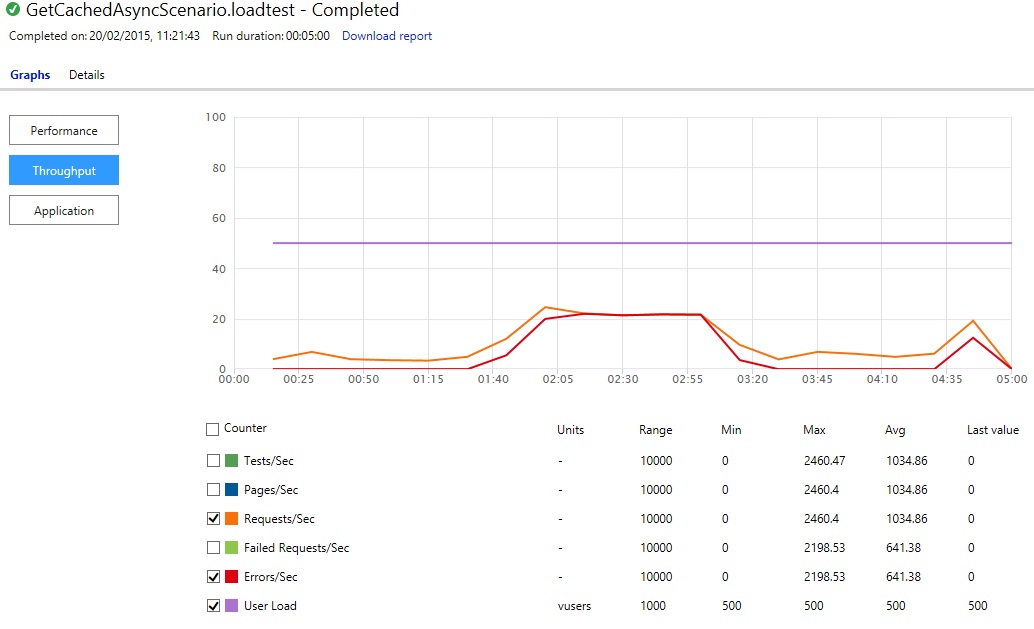 GetCachedAsyncScenario.loadtest - Completed
Completed on: 20/02/2015, 11:21:43 Run duration: 00:05:00 Download report
Graphs Details
Performance
Throughput
Application
100
80
60
40
20
0
00:00 00:25 00:50 01:15 01:40 02:05 02:30 02:55 03:20 03:45 04:10 04:35 05:00
Counter Units Range Min Max Avg Last value
Tests/Sec - 10000 0 2460.47 1034.86 0
Pages/Sec - 10000 0 2460.4 1034.86 0
Requests/Sec - 10000 0 2460.4 1034.86 0
Failed Requests/Sec - 10000 0 2198.53 641.38 0
Errors/Sec - 10000 0 2198.53 641.38 0
User Load vusers 1000 500 500 500 500